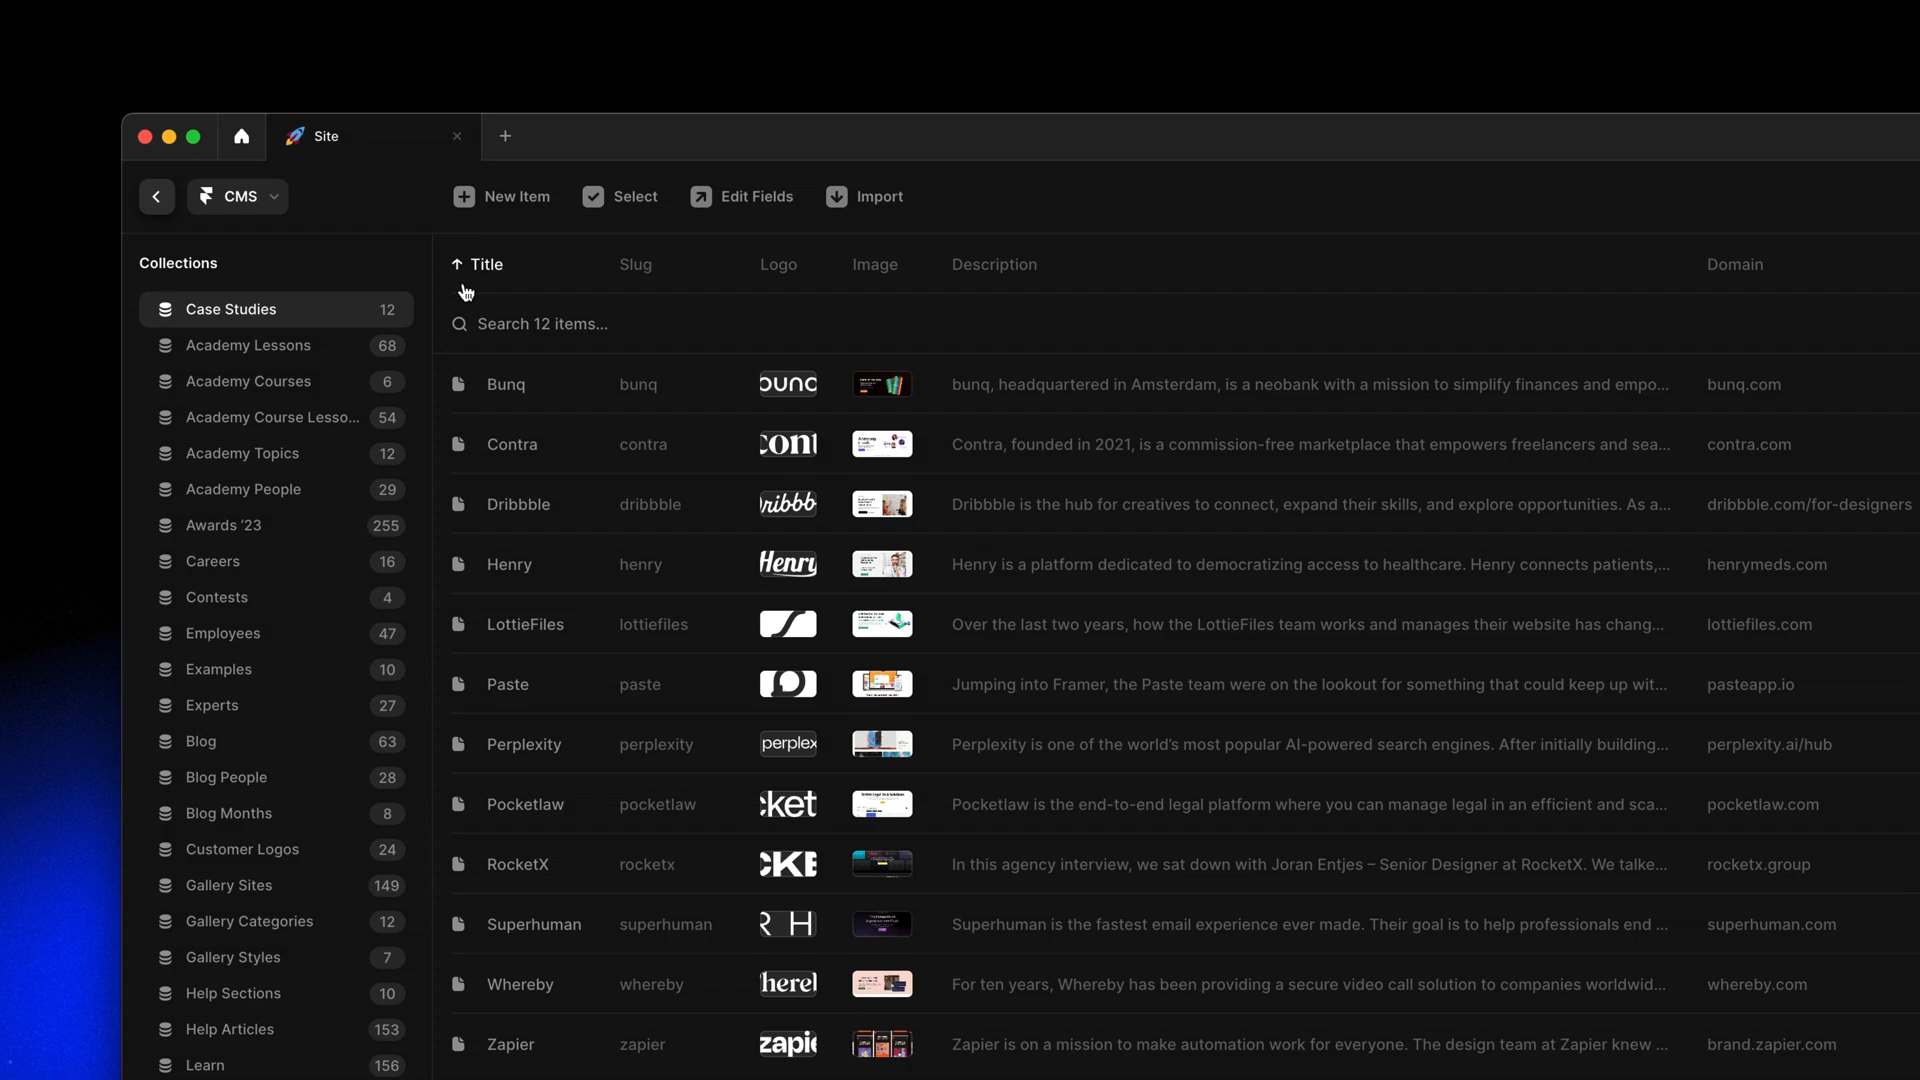 Site
CMS
New Item Select Edit Fields Import
Collections
Case Studies 12
Academy Lessons 68
Academy Courses 6
Academy Course Lesso... 54
Academy Topics 12
Academy People 29
Awards ’23 255
Careers 16
Contests 4
Employees 47
Examples 10
Experts 27
Blog 63
Blog People 28
Blog Months 8
Customer Logos 24
Gallery Sites 149
Gallery Categories 12
Gallery Styles 7
Help Sections 10
Help Articles 153
Learn 156
Title Slug Logo Image Description Domain
Search 12 items...
Bunq bunq bunq, headquartered in Amsterdam, is a neobank with a mission to simplify finances and empo... bunq.com
Contra contra cont Contra, founded in 2021, is a commission-free marketplace that empowers freelancers and sea... contra.com
Dribbble dribbble ribbb Dribbble is the hub for creatives to connect, expand their skills, and explore opportunities. As a... dribbble.com/for-designers
Henry henry Henry Henry is a platform dedicated to democratizing access to healthcare. Henry connects patients,... henrymeds.com
LottieFiles lottiefiles Over the last two years, how the LottieFiles team works and manages their website has chang... lottiefiles.com
Paste paste Jumping into Framer, the Paste team were on the lookout for something that could keep up wit... pasteapp.io
Perplexity perplexity perplex Perplexity is one of the world’s most popular AI-powered search engines. After initially building... perplexity.ai/hub
Pocketlaw pocketlaw cket Pocketlaw is the end-to-end legal platform where you can manage legal in an efficient and sca... pocketlaw.com
RocketX rocketx CKE In this agency interview, we sat down with Joran Entjes – Senior Designer at RocketX. We talke... rocketx.group
Superhuman superhuman R H Superhuman is the fastest email experience ever made. Their goal is to help professionals end ... superhuman.com
Whereby whereby hereb For ten years, Whereby has been providing a secure video call solution to companies worldwid... whereby.com
Zapier zapier zapie Zapier is on a mission to make automation work for everyone. The design team at Zapier knew ... brand.zapier.com